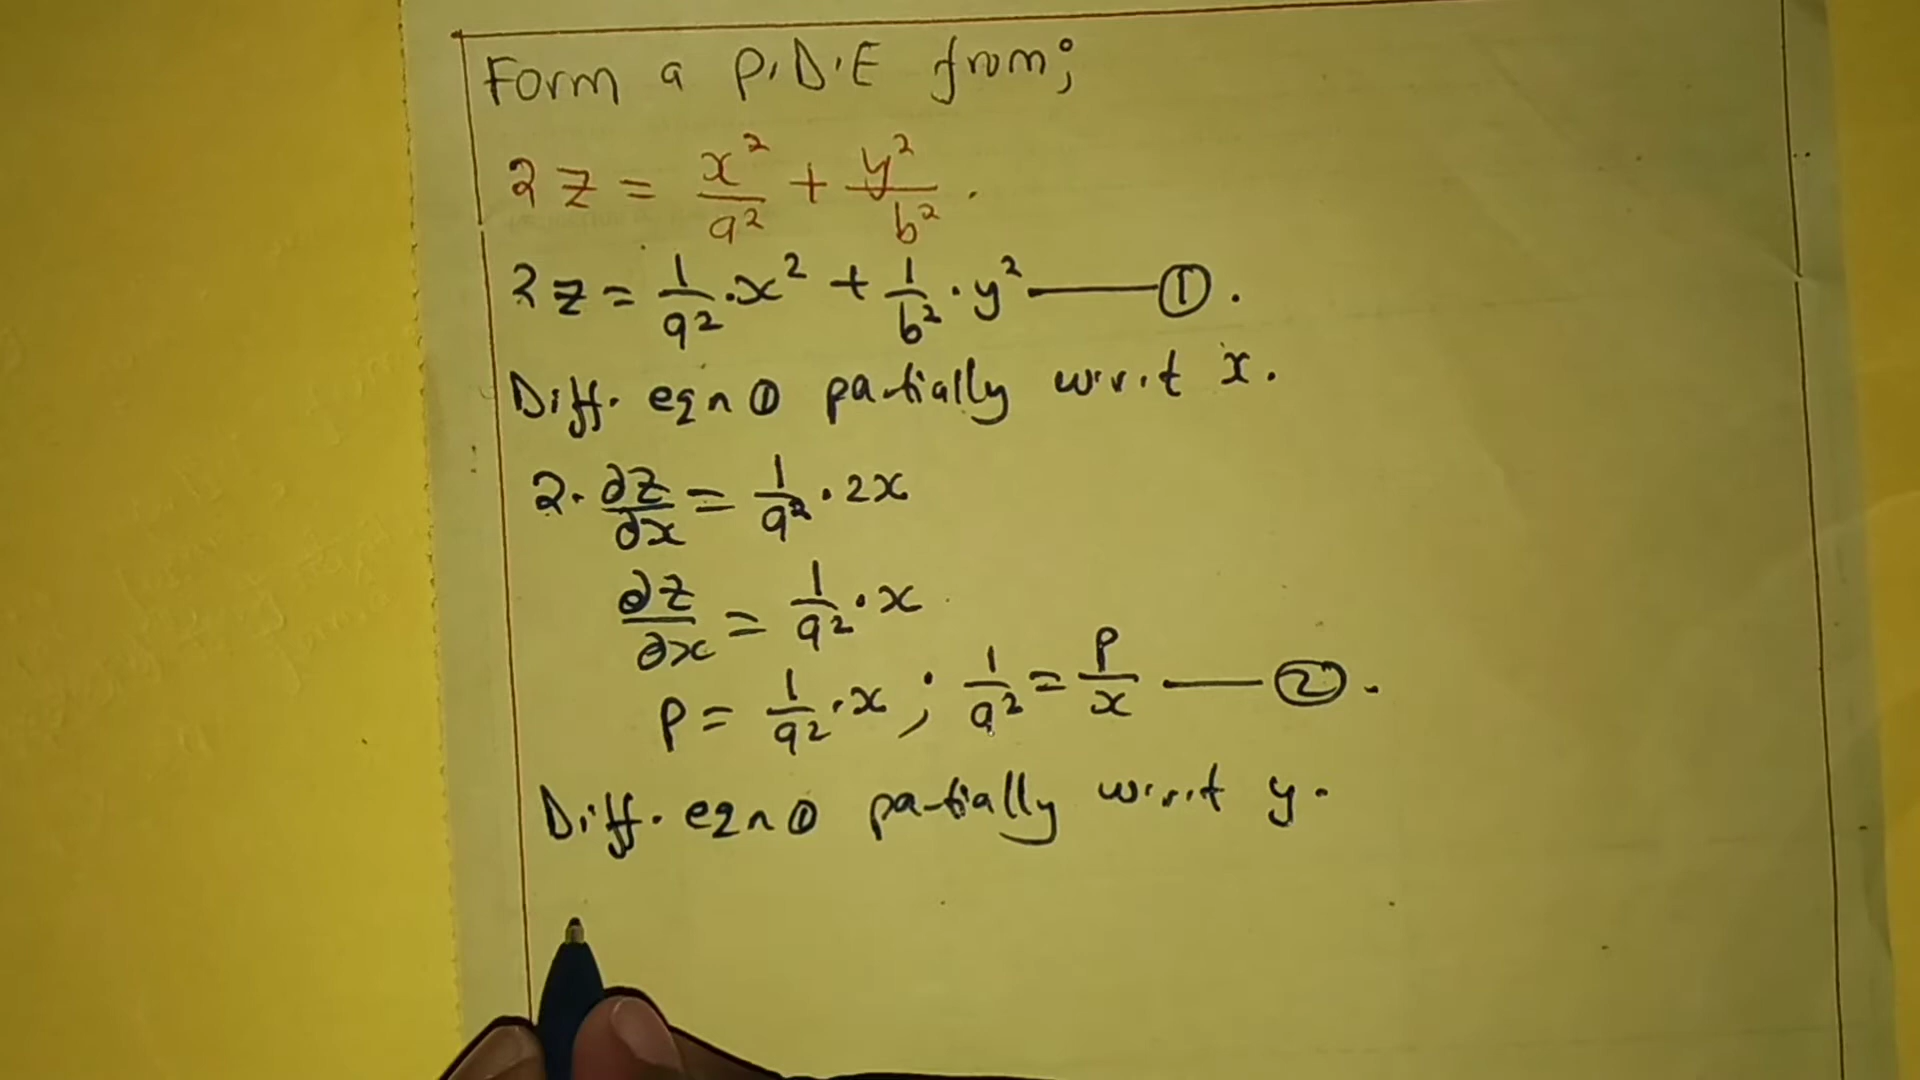 Form a P.D.E from;
2z = x²/a² + y²/b².
2z = 1/a² · x² + 1/b² · y² —— ①.
Diff. eqn ① partially w.r.t x.
2 · ∂z/∂x = 1/a² · 2x
∂z/∂x = 1/a² · x
p = 1/a² · x ; 1/a² = p/x —— ②.
Diff. eqn ① partially w.r.t y.